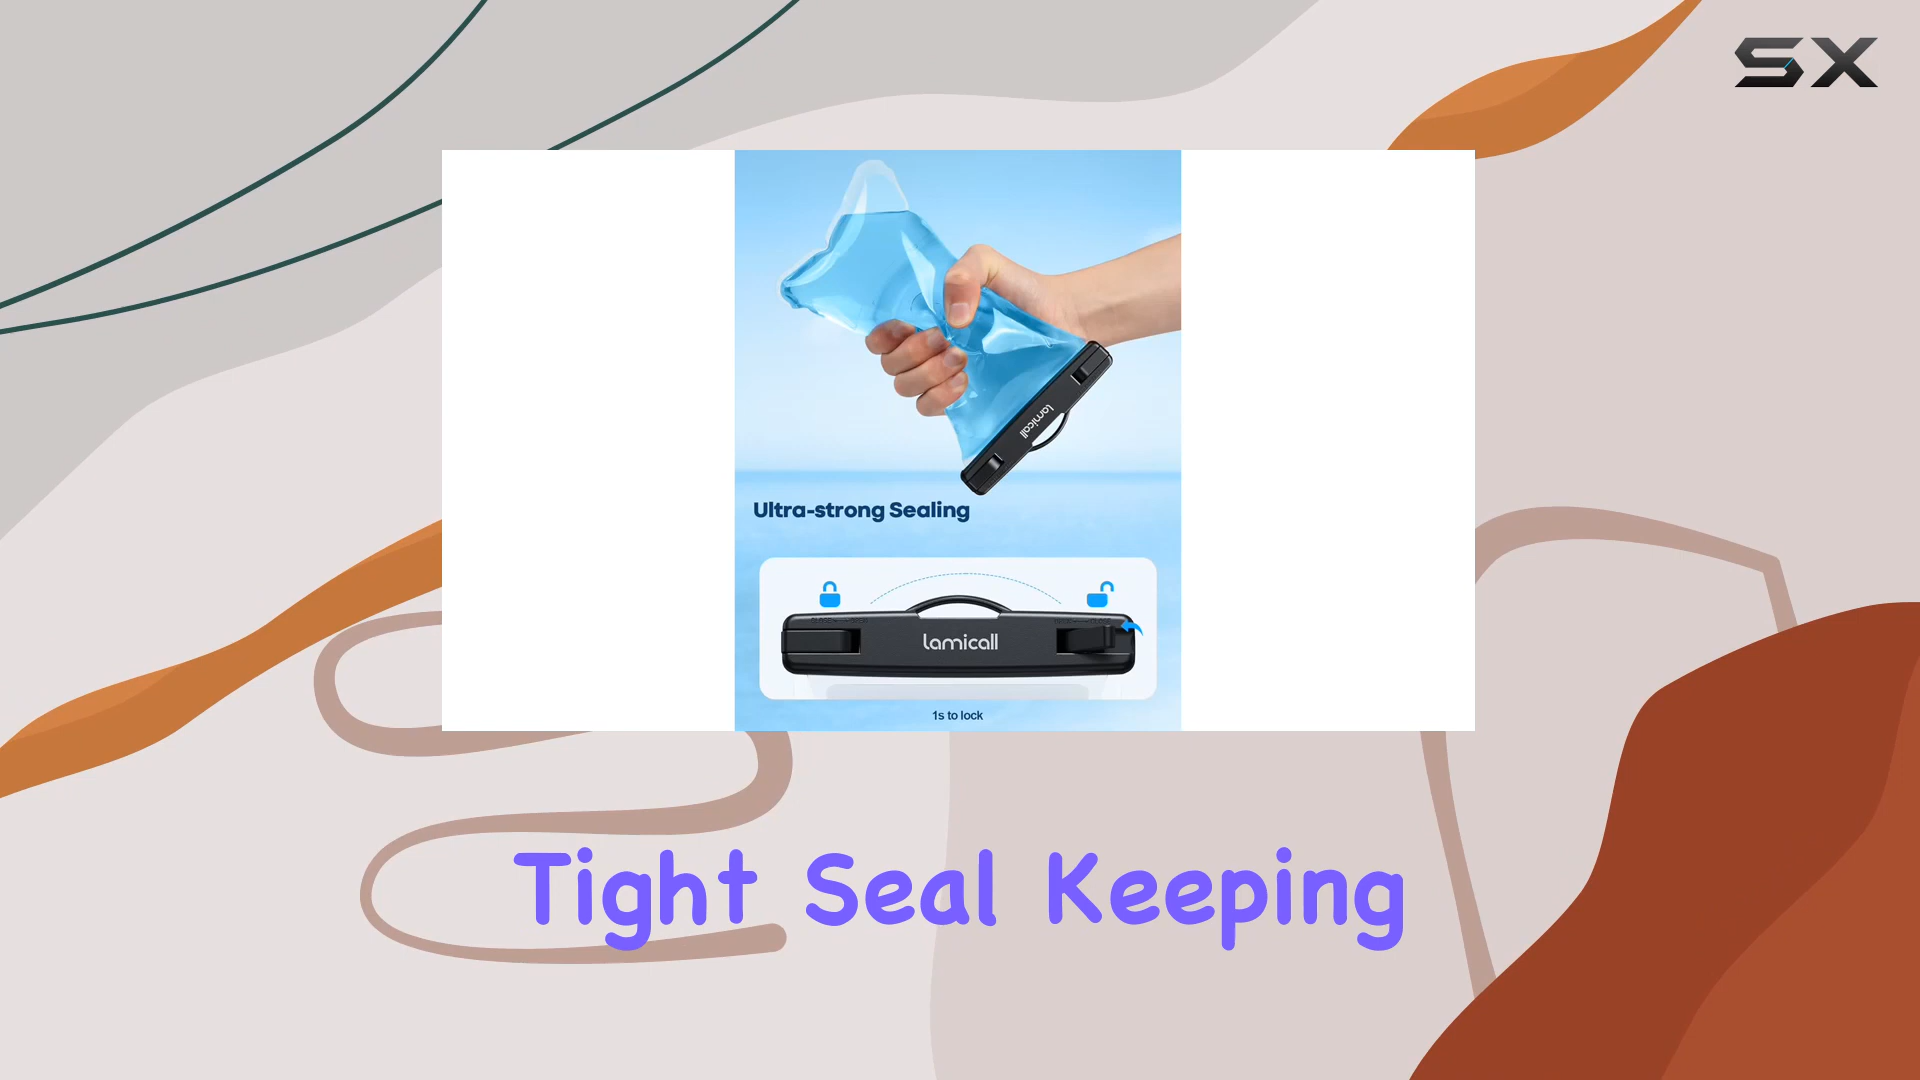 SX
lamicall
Ultra-strong Sealing
lamicall
1s to lock
Tight Seal Keeping